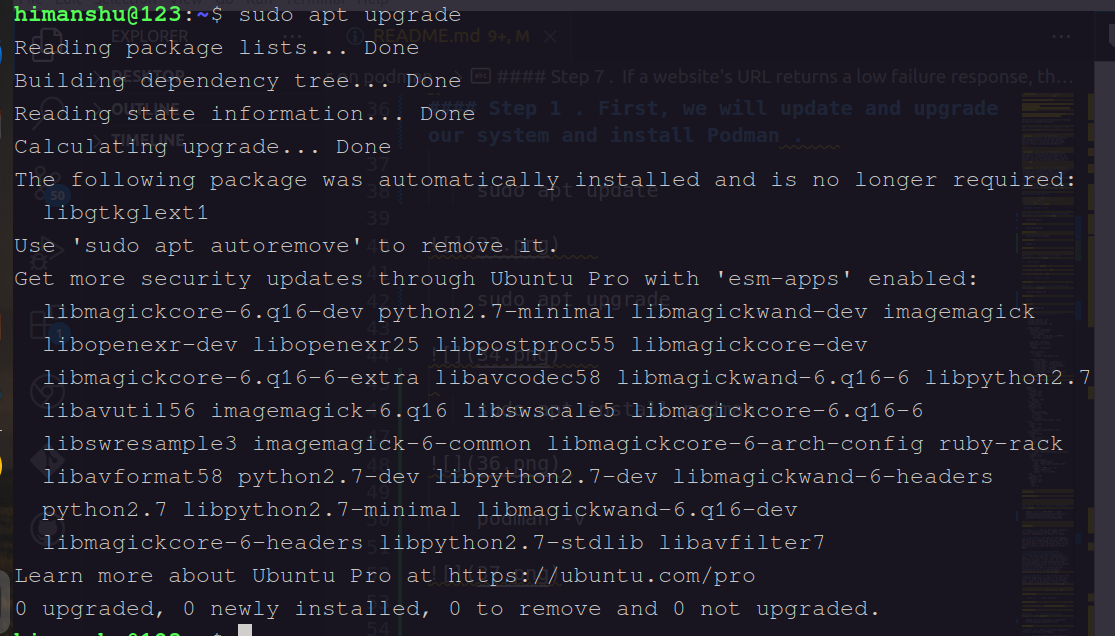 himanshu@123:~$ sudo apt upgrade
EXPLORER
README.md 9+, M
Reading package lists... Done
Building dependency tree... Done
#### Step 7 . If a website's URL returns a low failure response, th...
Reading state information... Done
OUTLINE
36 #### Step 1 . First, we will update and upgrade
our system and install Podman .
Calculating upgrade... Done
TIMELINE
37
The following package was automatically installed and is no longer required:
38 sudo apt update
libgtkglext1
39
Use 'sudo apt autoremove' to remove it.
Get more security updates through Ubuntu Pro with 'esm-apps' enabled:
sudo apt upgrade
libmagickcore-6.q16-dev python2.7-minimal libmagickwand-dev imagemagick
libopenexr-dev libopenexr25 libpostproc55 libmagickcore-dev
![](34.png)
libmagickcore-6.q16-6-extra libavcodec58 libmagickwand-6.q16-6 libpython2.7
libavutil56 imagemagick-6.q16 libswscale5 libmagickcore-6.q16-6
libswresample3 imagemagick-6-common libmagickcore-6-arch-config ruby-rack
![](36.png)
libavformat58 python2.7-dev libpython2.7-dev libmagickwand-6-headers
49
python2.7 libpython2.7-minimal libmagickwand-6.q16-dev
podman -v
libmagickcore-6-headers libpython2.7-stdlib libavfilter7
Learn more about Ubuntu Pro at https://ubuntu.com/pro
0 upgraded, 0 newly installed, 0 to remove and 0 not upgraded.
54
himanshu@123:~$